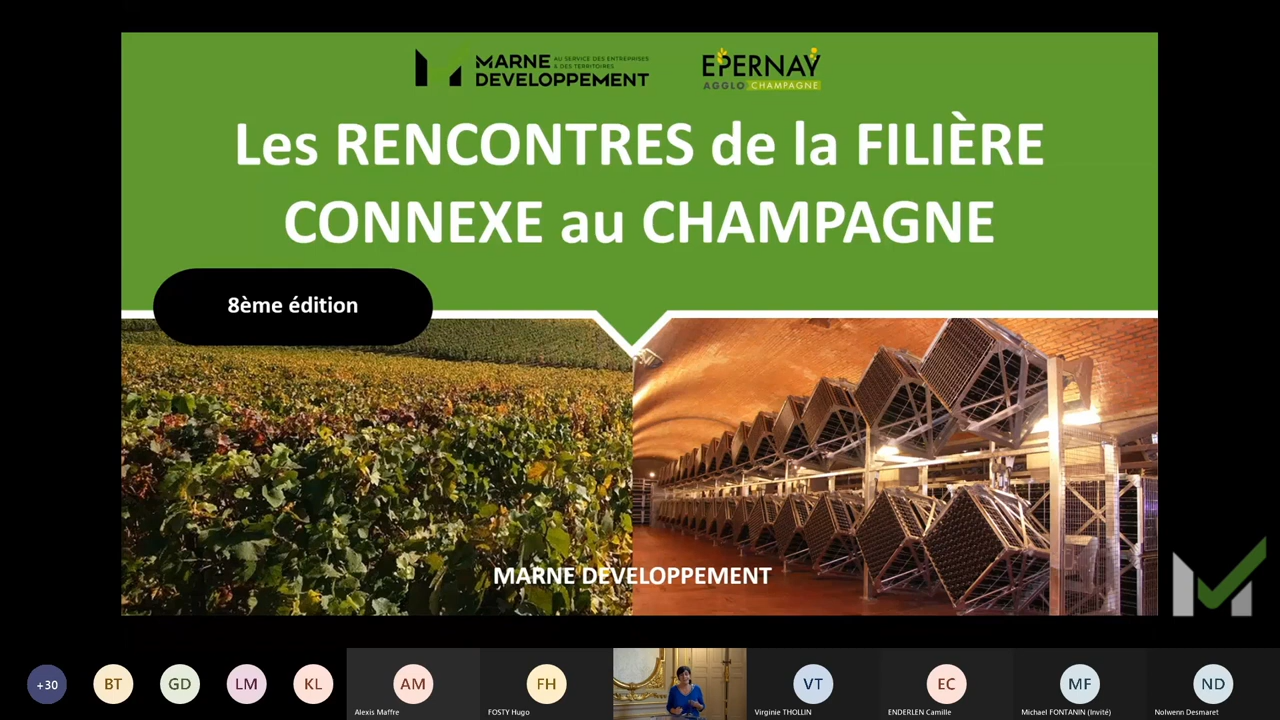 MARNE
DEVELOPPEMENT
AU SERVICE DES ENTREPRISES
& DES TERRITOIRES
EPERNAY
AGGLO CHAMPAGNE
Les RENCONTRES de la FILIÈRE
CONNEXE au CHAMPAGNE
8ème édition
MARNE DEVELOPPEMENT
+30
BT
GD
LM
KL
AM
Alexis Maffre
FH
FOSTY Hugo
VT
Virginie THOLLIN
EC
ENDERLEN Camille
MF
Michael FONTANIN (Invité)
ND
Nolwenn Desmaret